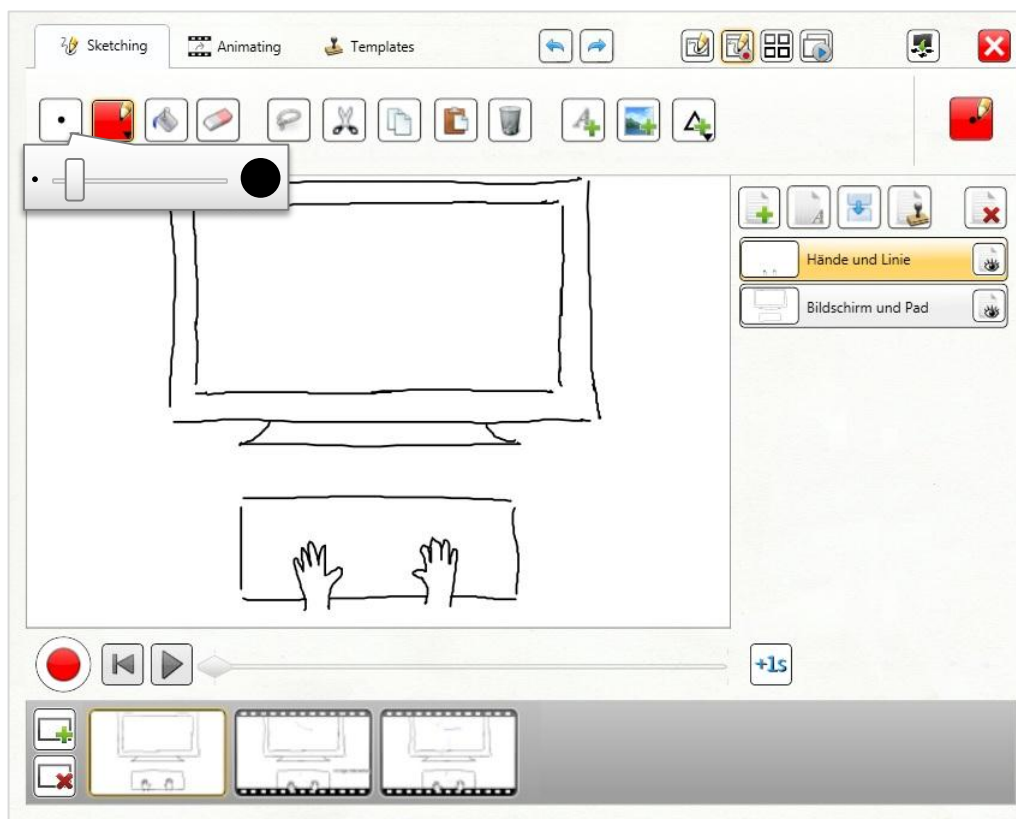 Sketching
Animating
Templates
Hände und Linie
Bildschirm und Pad
+1s